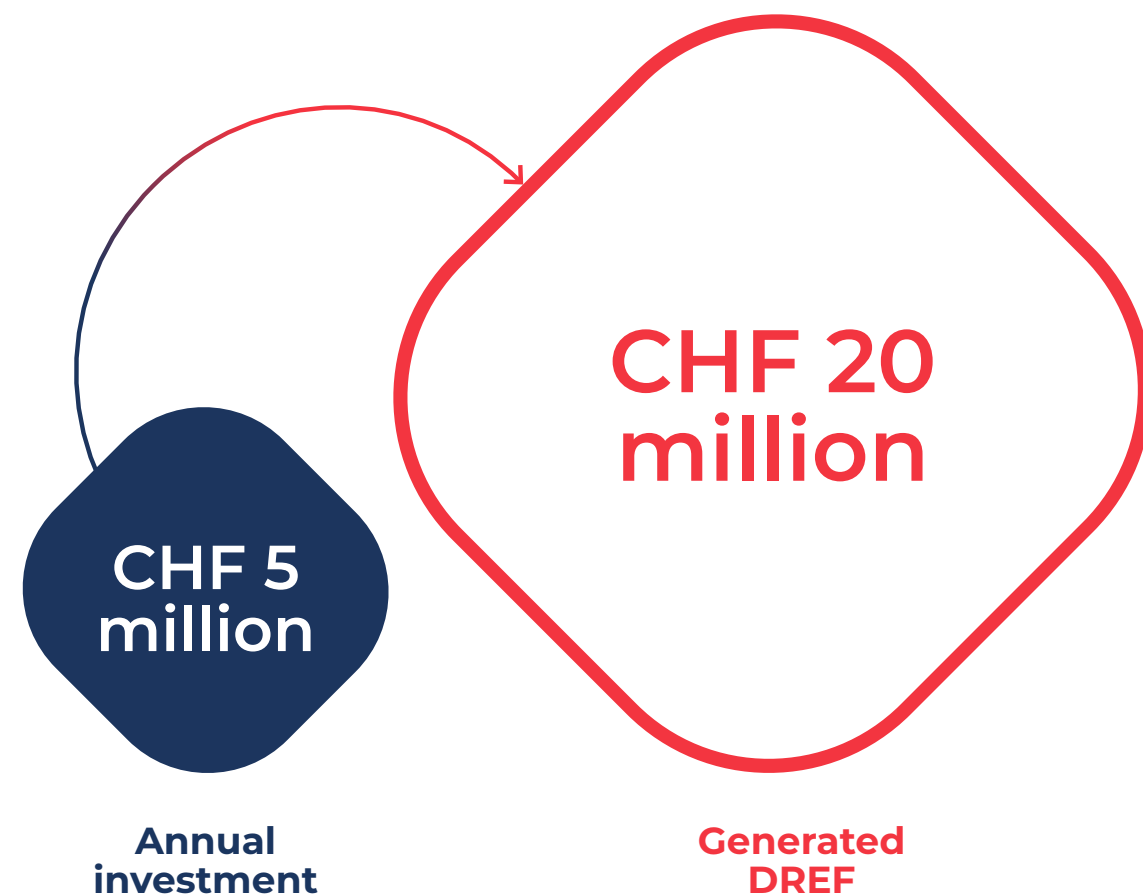 CHF 5
million
Annual
investment
CHF 20
million
Generated
DREF